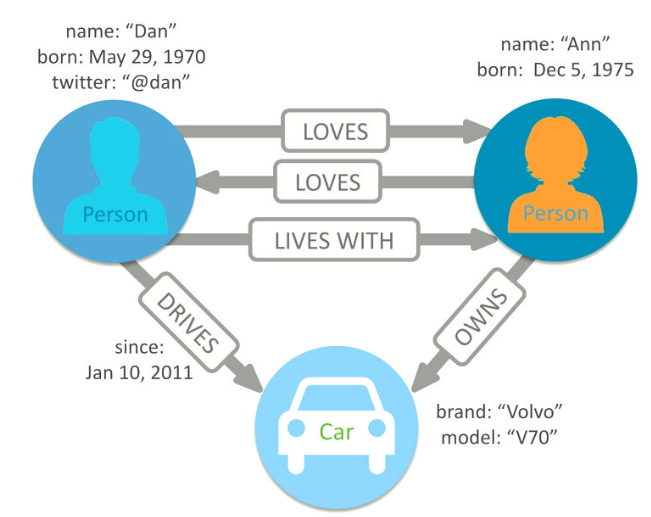 name: “Dan”
born: May 29, 1970
twitter: “@dan”
name: “Ann”
born: Dec 5, 1975
LOVES
LOVES
Person
Person
LIVES WITH
DRIVES
OWNS
since:
Jan 10, 2011
Car
brand: “Volvo”
model: “V70”